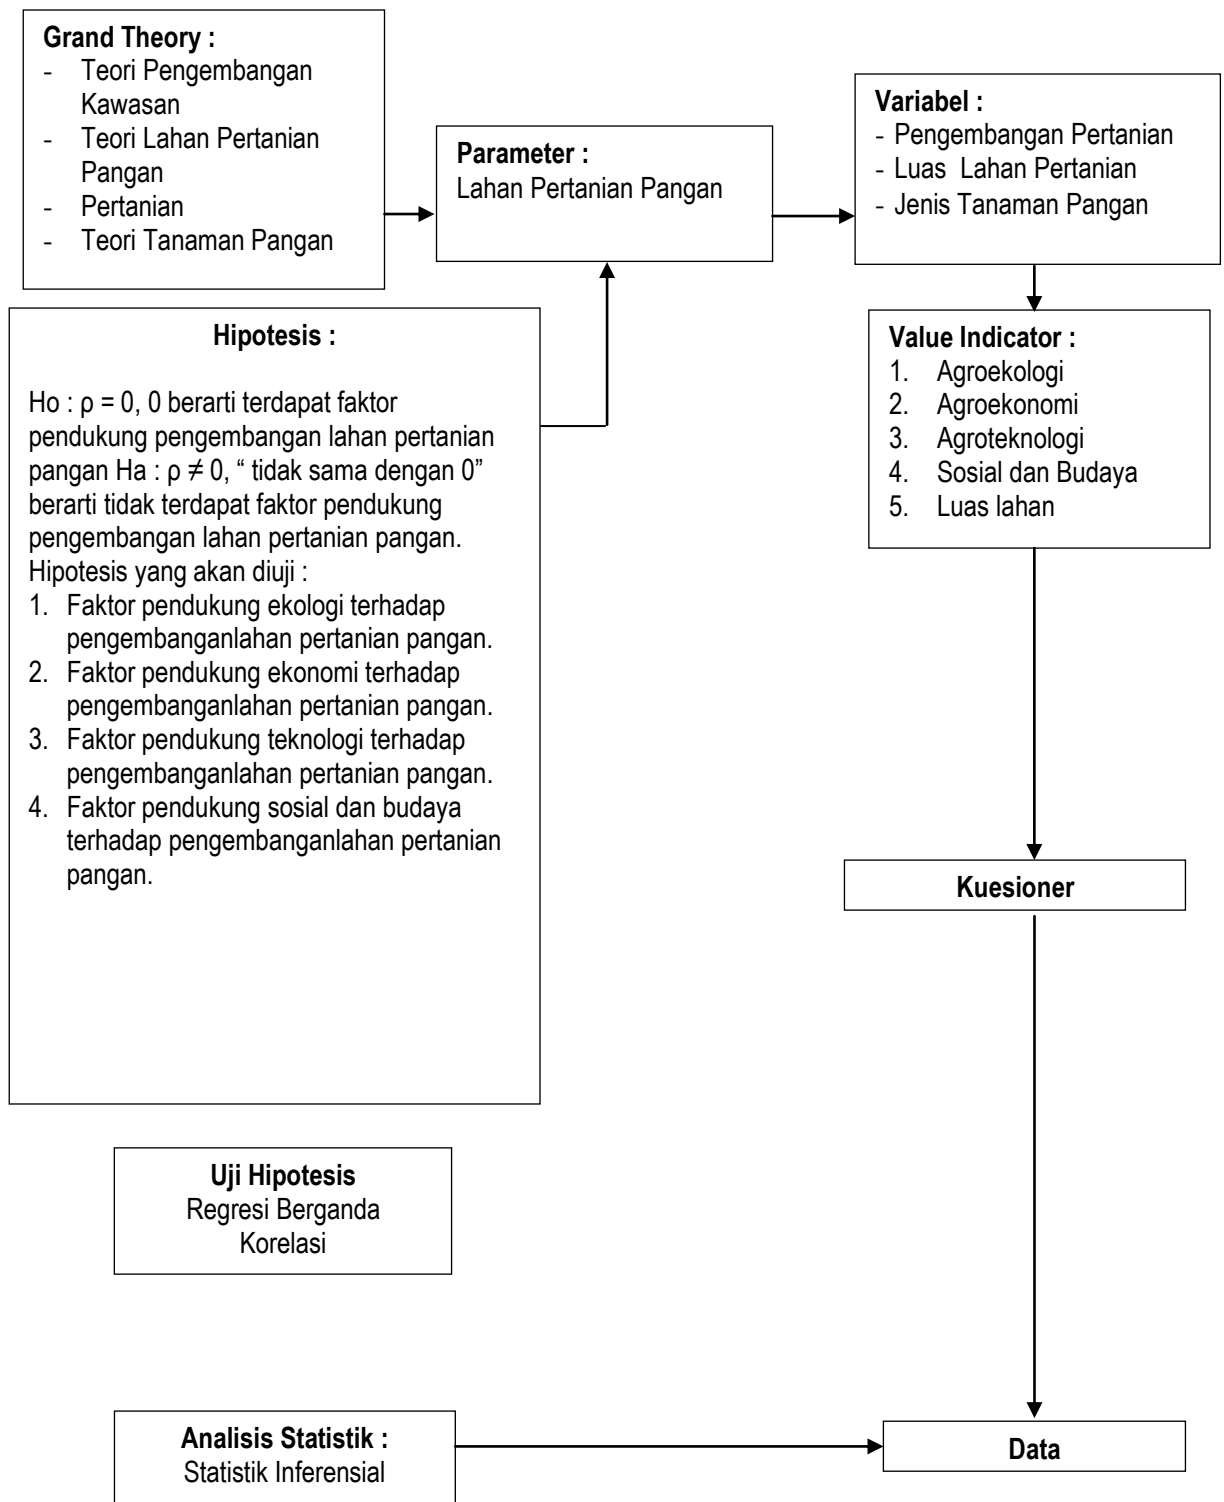 Grand Theory :
- Teori Pengembangan
Kawasan
- Teori Lahan Pertanian
Pangan
- Pertanian
- Teori Tanaman Pangan
Parameter :
Lahan Pertanian Pangan
Variabel :
- Pengembangan Pertanian
- Luas Lahan Pertanian
- Jenis Tanaman Pangan
Hipotesis :
Ho : ρ = 0, 0 berarti terdapat faktor
pendukung pengembangan lahan pertanian
pangan Ha : ρ ≠ 0, “ tidak sama dengan 0”
berarti tidak terdapat faktor pendukung
pengembangan lahan pertanian pangan.
Hipotesis yang akan diuji :
1. Faktor pendukung ekologi terhadap
pengembanganlahan pertanian pangan.
2. Faktor pendukung ekonomi terhadap
pengembanganlahan pertanian pangan.
3. Faktor pendukung teknologi terhadap
pengembanganlahan pertanian pangan.
4. Faktor pendukung sosial dan budaya
terhadap pengembanganlahan pertanian
pangan.
Value Indicator :
1. Agroekologi
2. Agroekonomi
3. Agroteknologi
4. Sosial dan Budaya
5. Luas lahan
Kuesioner
Uji Hipotesis
Regresi Berganda
Korelasi
Analisis Statistik :
Statistik Inferensial
Data